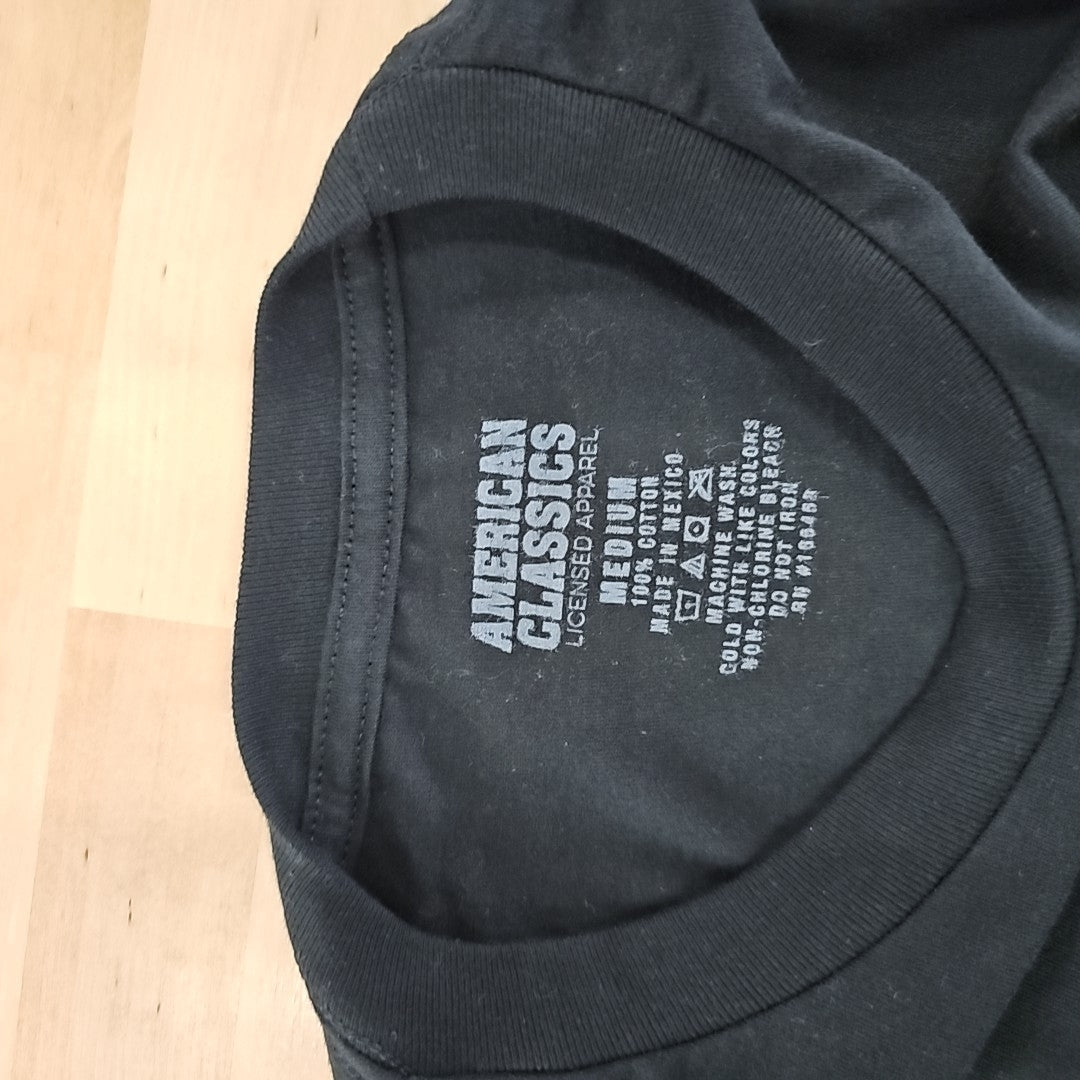 AMERICAN
CLASSICS
LICENSED APPAREL
MEDIUM
100% COTTON
MADE IN MEXICO
MACHINE WASH
COLD WITH LIKE COLORS
NON-CHLORINE BLEACH
DO NOT IRON
RN